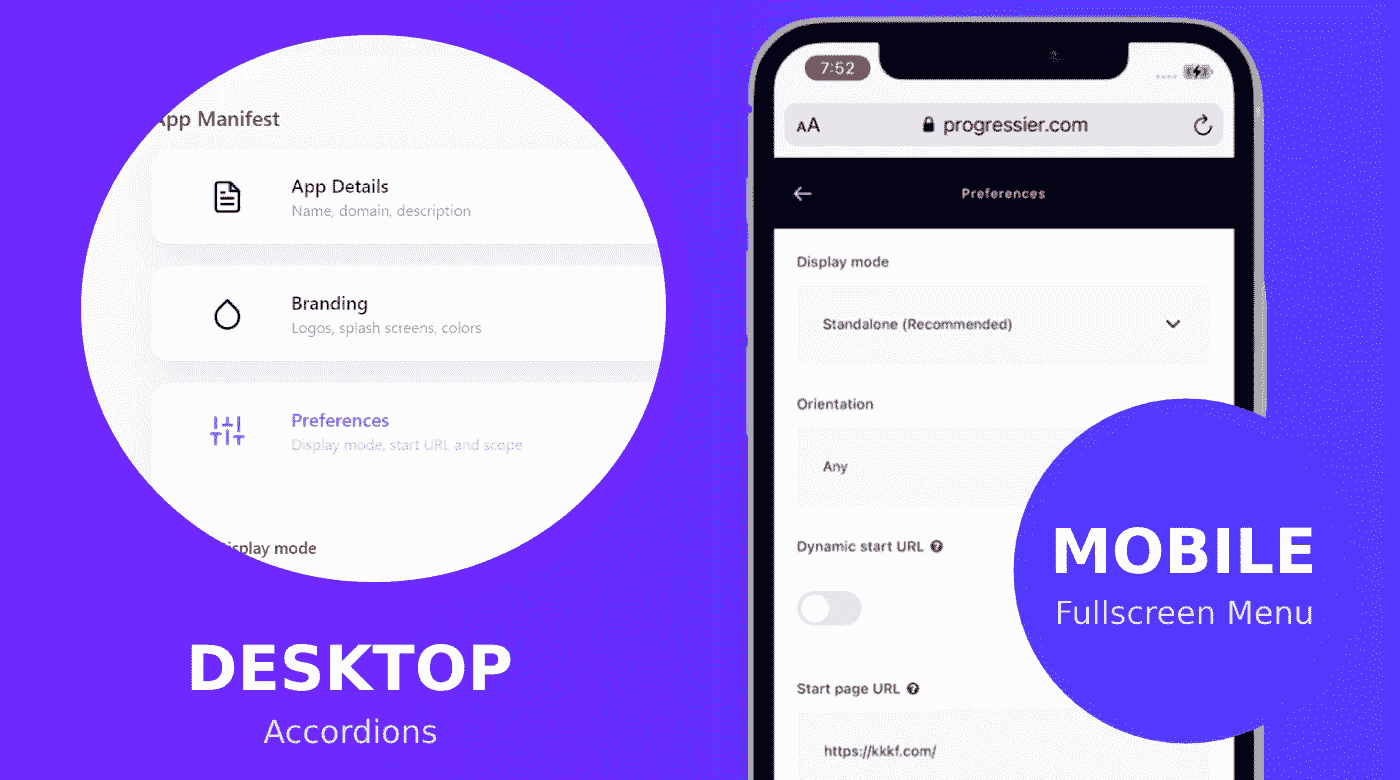 App Manifest
App Details
Name, domain, description
Branding
Logos, splash screens, colors
Preferences
Display mode, start URL and scope
Display mode
DESKTOP
Accordions
7:52
AA
progressier.com
Preferences
Display mode
Standalone (Recommended)
Orientation
Any
Dynamic start URL
Start page URL
https://kkkf.com/
MOBILE
Fullscreen Menu